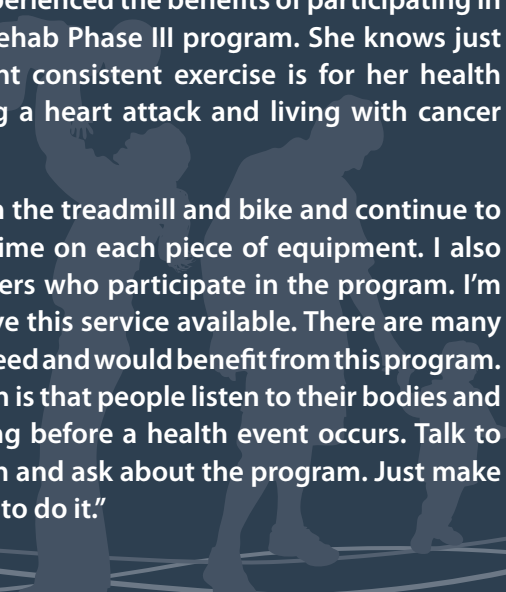 perienced the benefits of participating in
ehab Phase III program. She knows just
nt consistent exercise is for her health
g a heart attack and living with cancer
n the treadmill and bike and continue to
ime on each piece of equipment. I also
ers who participate in the program. I’m
ve this service available. There are many
eed and would benefit from this program.
n is that people listen to their bodies and
ng before a health event occurs. Talk to
n and ask about the program. Just make
to do it.”